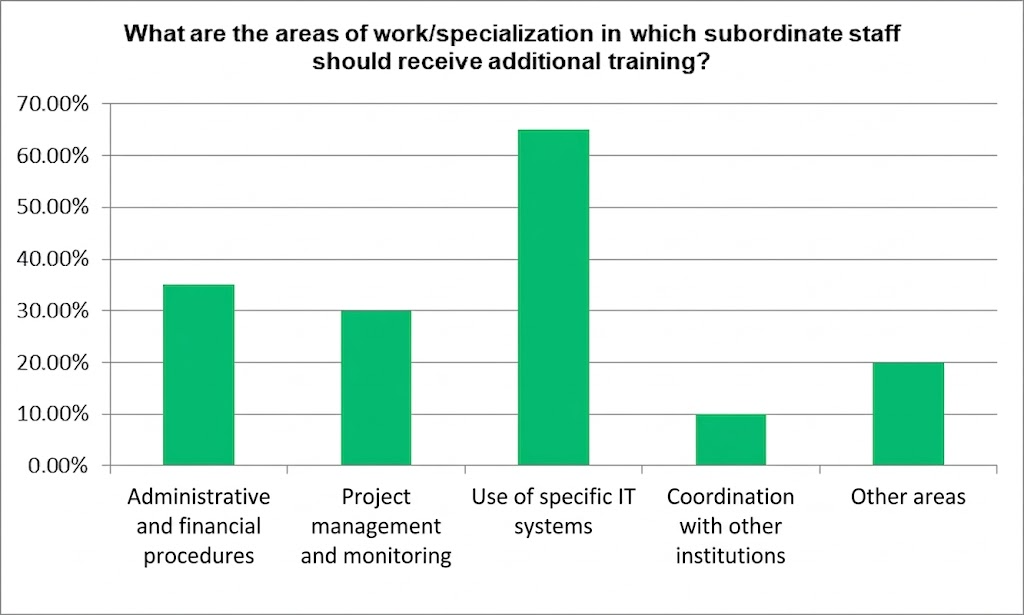 What are the areas of work/specialization in which subordinate staff
should receive additional training?
70.00%
60.00%
50.00%
40.00%
30.00%
20.00%
10.00%
0.00%
Administrative
and financial
procedures
Project
management
and monitoring
Use of specific IT
systems
Coordination
with other
institutions
Other areas